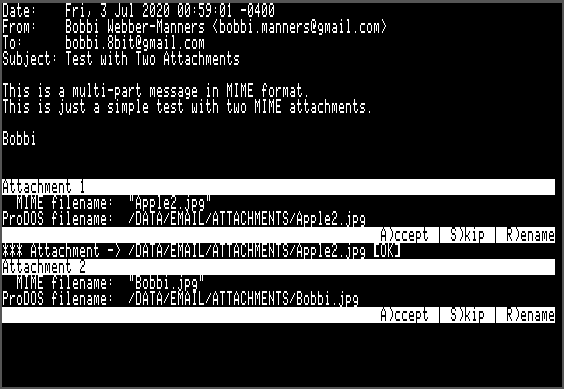 Date:    Fri, 3 Jul 2020 00:59:01 -0400
From:    Bobbi Webber-Manners <bobbi.manners@gmail.com>
To:      bobbi.8bit@gmail.com
Subject: Test with Two Attachments
This is a multi-part message in MIME format.
This is just a simple test with two MIME attachments.
Bobbi
Attachment 1
MIME filename:  "Apple2.jpg"
ProDOS filename:  /DATA/EMAIL/ATTACHMENTS/Apple2.jpg
A)ccept | S)kip | R)ename
*** Attachment -> /DATA/EMAIL/ATTACHMENTS/Apple2.jpg [OK]
Attachment 2
MIME filename:  "Bobbi.jpg"
ProDOS filename:  /DATA/EMAIL/ATTACHMENTS/Bobbi.jpg
A)ccept | S)kip | R)ename